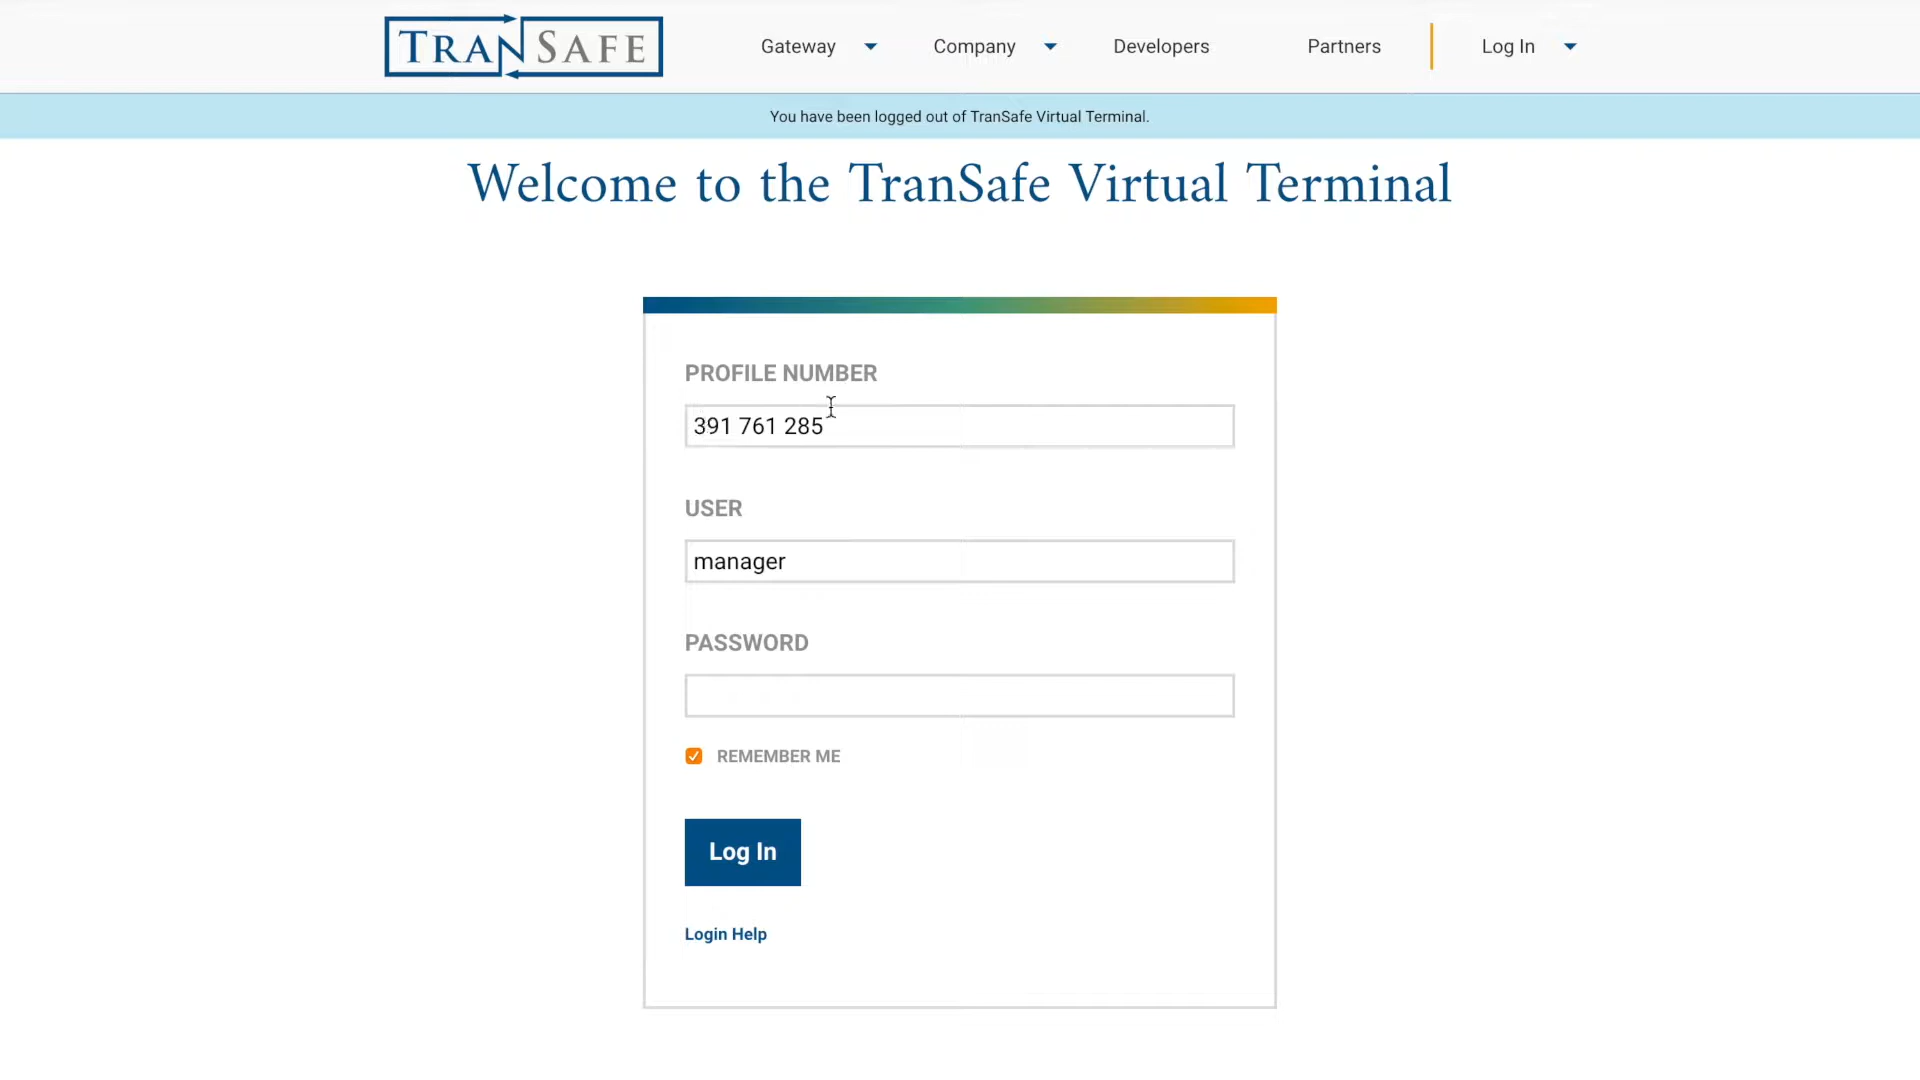 TRANSAFE
Gateway Company Developers Partners Log In
You have been logged out of TranSafe Virtual Terminal.
Welcome to the TranSafe Virtual Terminal
PROFILE NUMBER
391 761 285
USER
manager
PASSWORD
REMEMBER ME
Log In
Login Help